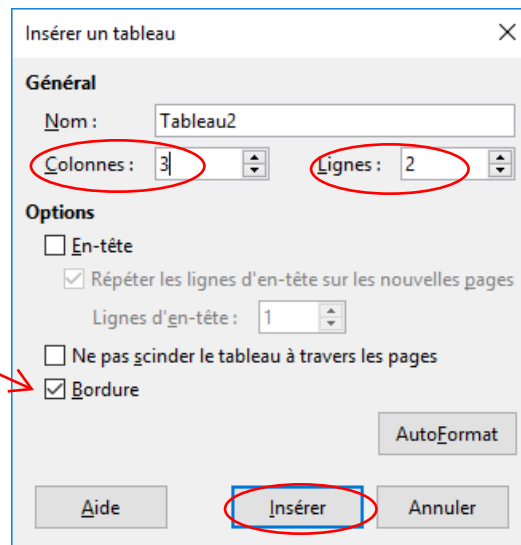 Insérer un tableau
Général
Nom : Tableau2
Colonnes : 3 Lignes : 2
Options
En-tête
Répéter les lignes d'en-tête sur les nouvelles pages
Lignes d'en-tête : 1
Ne pas scinder le tableau à travers les pages
Bordure
AutoFormat
Aide Insérer Annuler